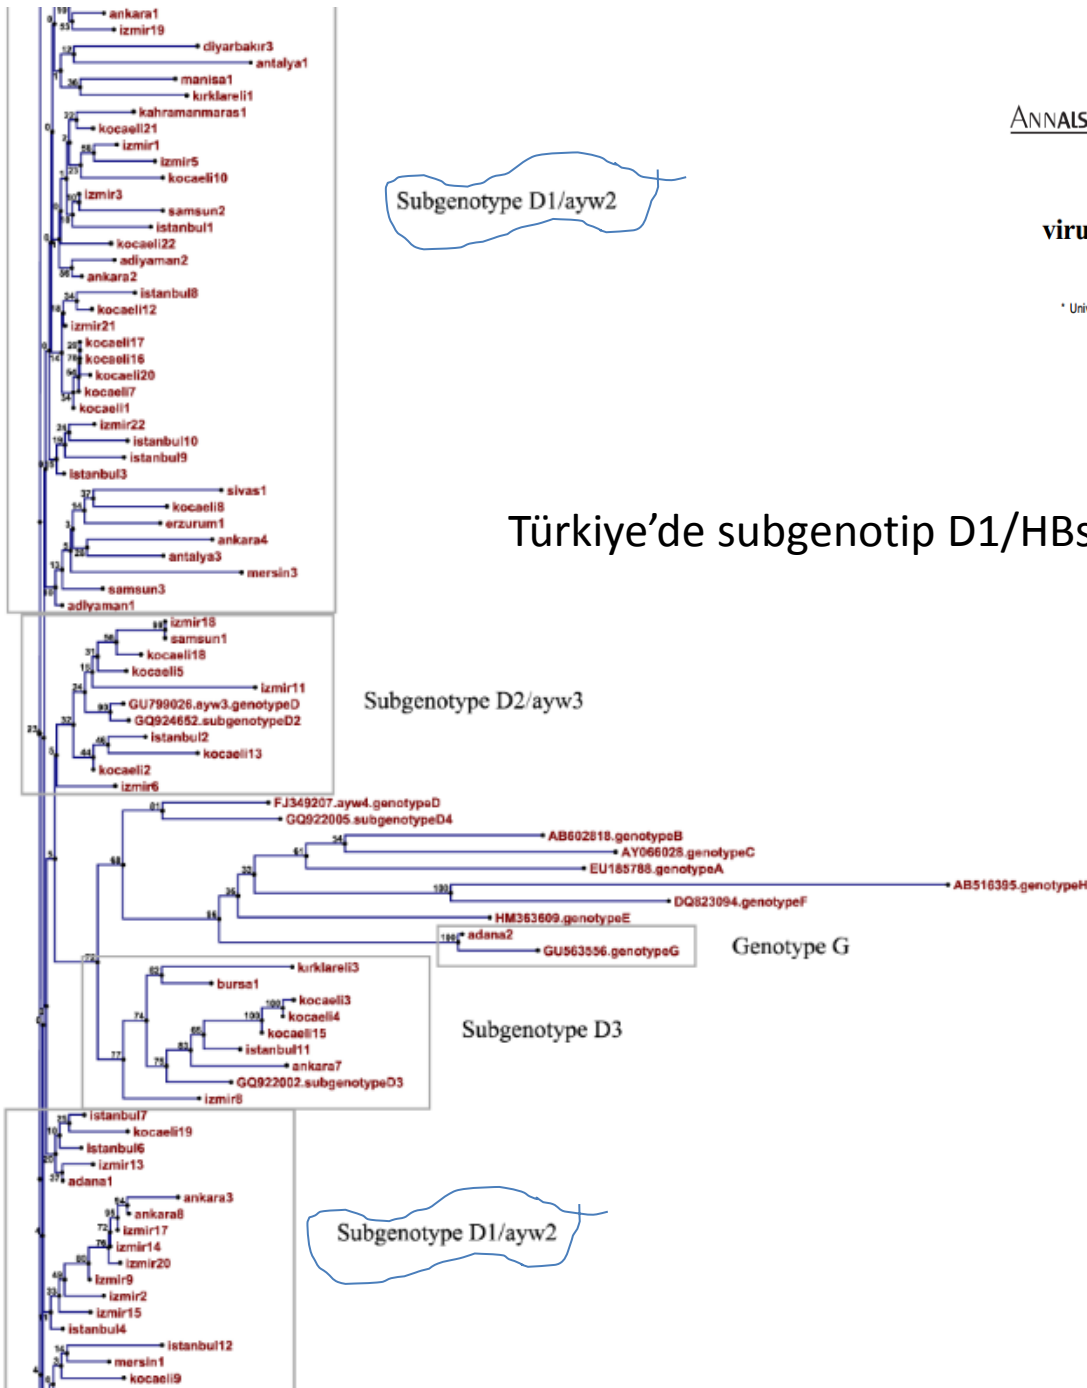 ankara1
izmir19
diyarbakır3
antalya1
manisa1
kırklareli1
kahramanmaras1
kocaeli21
izmir1
izmir5
kocaeli10
izmir3
samsun2
istanbul1
kocaeli22
adiyaman2
ankara2
istanbul8
kocaeli12
izmir21
kocaeli17
kocaeli16
kocaeli20
kocaeli7
kocaeli1
izmir22
istanbul10
istanbul9
istanbul3
sivas1
kocaeli8
erzurum1
ankara4
antalya3
mersin3
samsun3
adiyaman1
Subgenotype D1/ayw2
ANNALS
viru
* Univ
Türkiye’de subgenotip D1/HBs
izmir18
samsun1
kocaeli18
kocaeli5
izmir11
GU799026.ayw3.genotypeD
GQ924652.subgenotypeD2
istanbul2
kocaeli13
kocaeli2
izmir6
Subgenotype D2/ayw3
FJ349207.ayw4.genotypeD
GQ922005.subgenotypeD4
AB602818.genotypeB
AY066028.genotypeC
EU185788.genotypeA
AB516395.genotypeH
DQ823094.genotypeF
HM363609.genotypeE
adana2
GU563556.genotypeG
Genotype G
kırklareli3
bursa1
kocaeli3
kocaeli4
kocaeli15
istanbul11
ankara7
GQ922002.subgenotypeD3
izmir8
Subgenotype D3
istanbul7
kocaeli19
istanbul6
izmir13
adana1
ankara3
ankara8
izmir17
izmir14
izmir20
izmir9
izmir2
izmir15
istanbul4
istanbul12
mersin1
kocaeli9
Subgenotype D1/ayw2